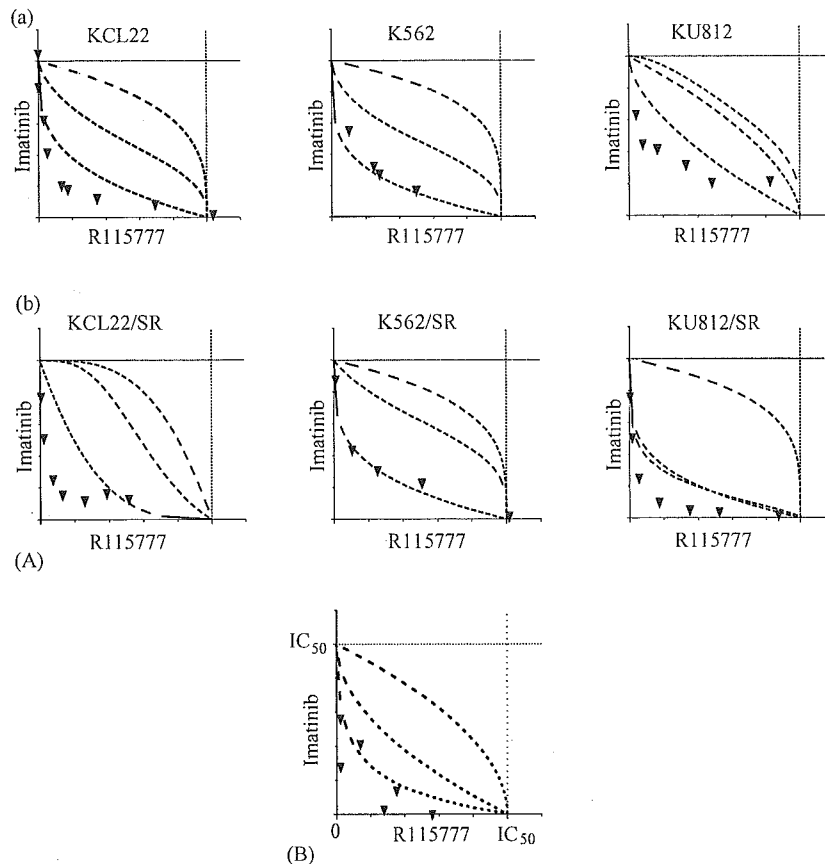 (a)
KCL22
K562
KU812
Imatinib
Imatinib
Imatinib
R115777
R115777
R115777
(b)
KCL22/SR
K562/SR
KU812/SR
Imatinib
Imatinib
Imatinib
R115777
R115777
R115777
(A)
IC50
Imatinib
0
R115777
IC50
(B)